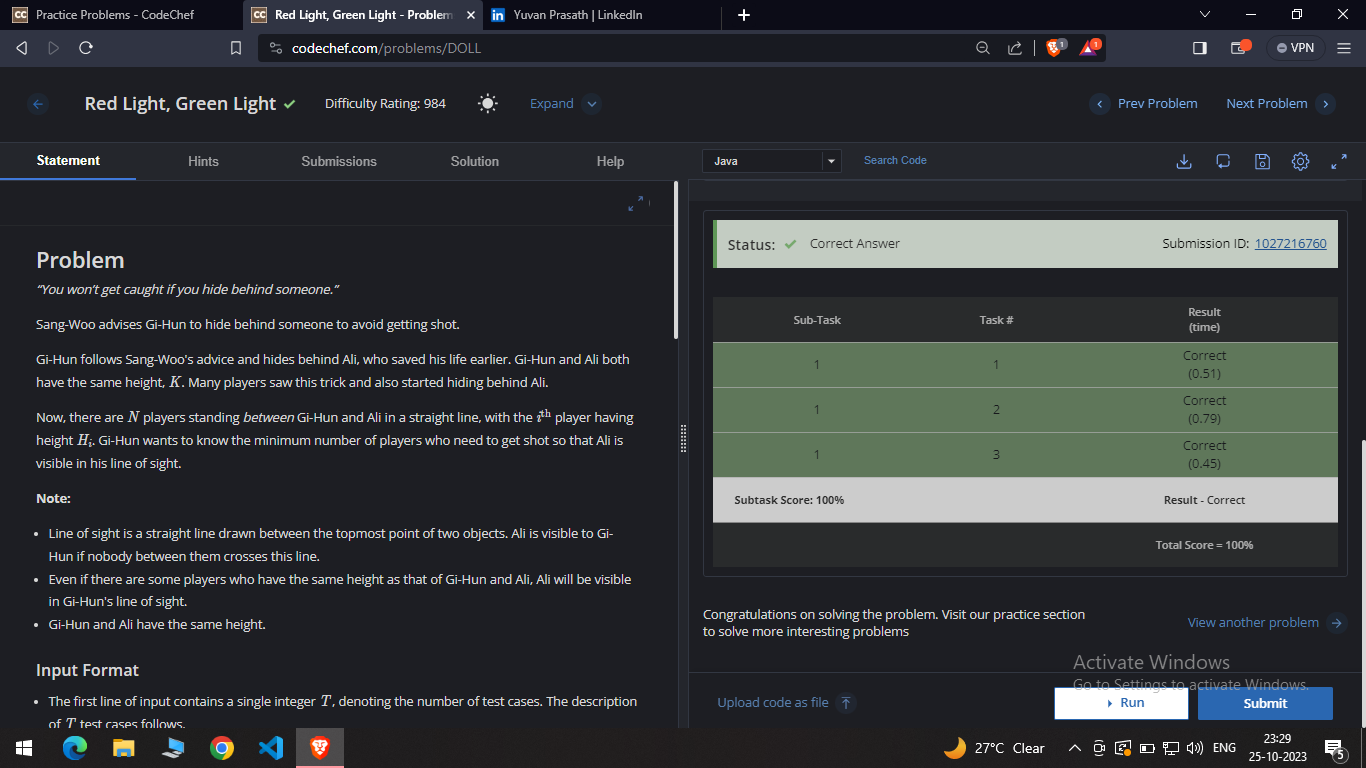 CC Practice Problems - CodeChef
CC Red Light, Green Light - Problem
in Yuvan Prasath | LinkedIn
codechef.com/problems/DOLL
1
1
VPN
Red Light, Green Light
Difficulty Rating: 984
Expand
Prev Problem
Next Problem
Statement
Hints
Submissions
Solution
Help
Java
Search Code
Problem
“You won’t get caught if you hide behind someone.”
Sang-Woo advises Gi-Hun to hide behind someone to avoid getting shot.
Gi-Hun follows Sang-Woo's advice and hides behind Ali, who saved his life earlier. Gi-Hun and Ali both
have the same height, K. Many players saw this trick and also started hiding behind Ali.
Now, there are N players standing between Gi-Hun and Ali in a straight line, with the iᵗʰ player having
height Hᵢ. Gi-Hun wants to know the minimum number of players who need to get shot so that Ali is
visible in his line of sight.
Note:
• Line of sight is a straight line drawn between the topmost point of two objects. Ali is visible to Gi-
Hun if nobody between them crosses this line.
• Even if there are some players who have the same height as that of Gi-Hun and Ali, Ali will be visible
in Gi-Hun's line of sight.
• Gi-Hun and Ali have the same height.
Input Format
• The first line of input contains a single integer T, denoting the number of test cases. The description
of T test cases follows.
Status: Correct Answer
Submission ID: 1027216760
Sub-Task Task # Result
(time)
1 1 Correct
(0.51)
1 2 Correct
(0.79)
1 3 Correct
(0.45)
Subtask Score: 100% Result - Correct
Total Score = 100%
Congratulations on solving the problem. Visit our practice section
to solve more interesting problems
View another problem
Activate Windows
Go to Settings to activate Windows.
Upload code as file
Run
Submit
27°C Clear
ENG
23:29
25-10-2023
5